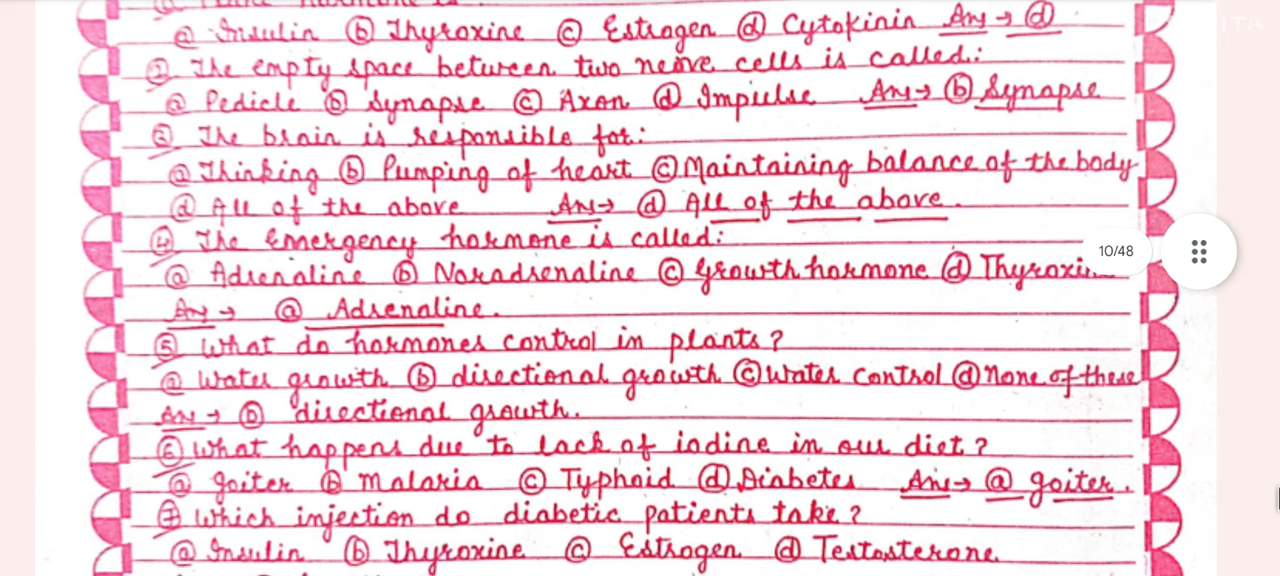 ⓐ Insulin ⓑ Thyroxine ⓒ Estrogen ⓓ Cytokinin Ans → ⓓ
② The empty space between two nerve cells is called:
ⓐ Pedicle ⓑ Synapse ⓒ Axon ⓓ Impulse Ans → ⓑ Synapse
③ The brain is responsible for:
ⓐ Thinking ⓑ Pumping of heart ⓒ Maintaining balance of the body
ⓓ All of the above Ans → ⓓ All of the above.
④ The Emergency hormone is called:
ⓐ Adrenaline ⓑ Noradrenaline ⓒ Growth hormone ⓓ Thyroxin
10/48
Ans → ⓐ Adrenaline.
⑤ What do hormones control in plants?
ⓐ Water growth ⓑ directional growth ⓒ Water control ⓓ None of these
Ans → ⓑ directional growth.
⑥ What happens due to lack of iodine in our diet?
ⓐ goiter ⓑ malaria ⓒ Typhoid ⓓ Diabetes Ans → ⓐ goiter.
⑦ Which injection do diabetic patients take?
ⓐ Insulin ⓑ Thyroxine ⓒ Estrogen ⓓ Testosterone